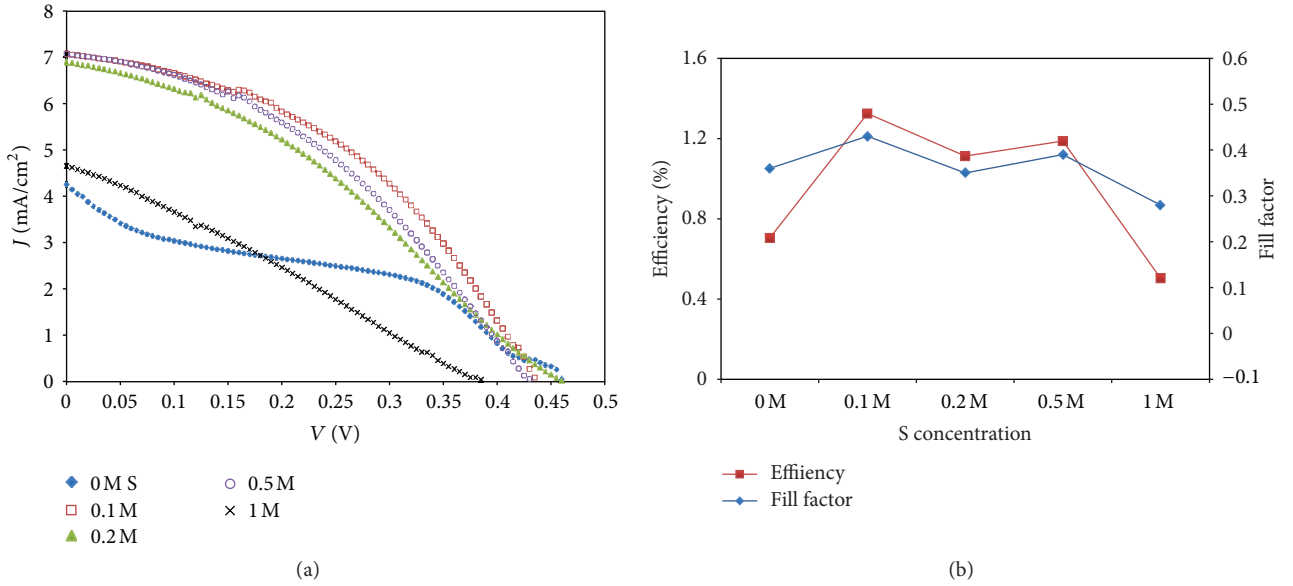 8
7
6
5
4
3
2
1
0
J (mA/cm²)
0 0.05 0.1 0.15 0.2 0.25 0.3 0.35 0.4 0.45 0.5
V (V)
0 M S
0.1 M
0.2 M
0.5 M
1 M
(a)
1.6
1.2
0.8
0.4
0
Efficiency (%)
0.6
0.5
0.4
0.3
0.2
0.1
0
−0.1
Fill factor
0 M 0.1 M 0.2 M 0.5 M 1 M
S concentration
Effiiency
Fill factor
(b)